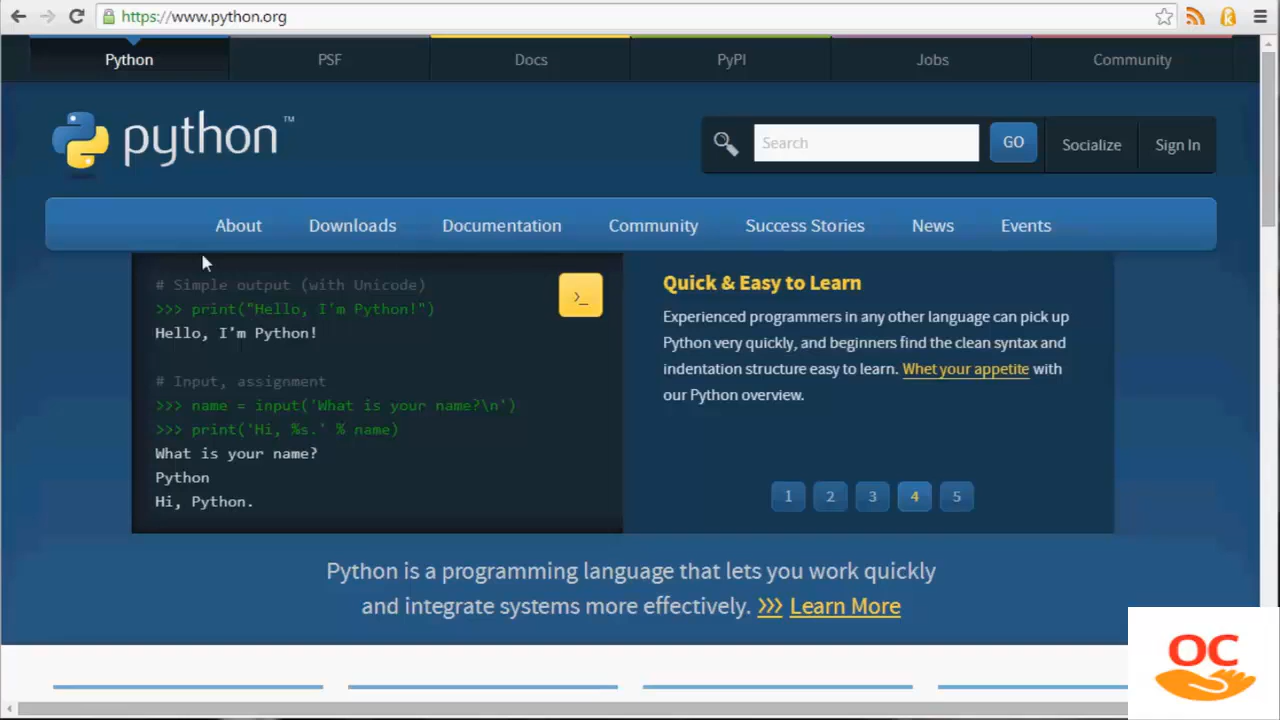 https://www.python.org
Python PSF Docs PyPI Jobs Community
python™
Search GO Socialize Sign In
About Downloads Documentation Community Success Stories News Events
# Simple output (with Unicode)
>>> print("Hello, I'm Python!")
Hello, I'm Python!
# Input, assignment
>>> name = input('What is your name?\n')
>>> print('Hi, %s.' % name)
What is your name?
Python
Hi, Python.
>_
Quick & Easy to Learn
Experienced programmers in any other language can pick up
Python very quickly, and beginners find the clean syntax and
indentation structure easy to learn. Whet your appetite with
our Python overview.
1 2 3 4 5
Python is a programming language that lets you work quickly
and integrate systems more effectively. >>> Learn More
OC